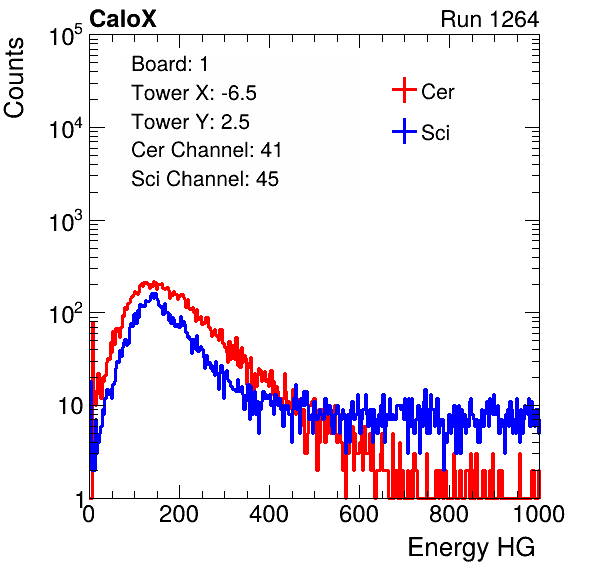 CaloX Run 1264
Counts
10^5
10^4
10^3
10^2
10
1
Board: 1
Tower X: -6.5
Tower Y: 2.5
Cer Channel: 41
Sci Channel: 45
Cer
Sci
0 200 400 600 800 1000
Energy HG